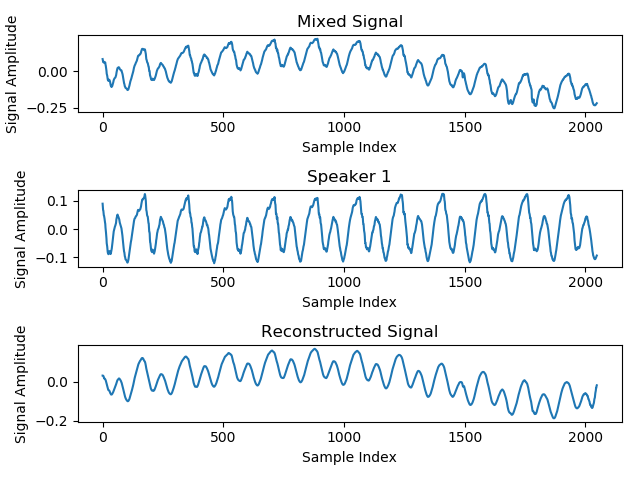 Mixed Signal
Signal Amplitude
0.00
−0.25
0
500
1000
1500
2000
Sample Index
Speaker 1
Signal Amplitude
0.1
0.0
−0.1
0
500
1000
1500
2000
Sample Index
Reconstructed Signal
Signal Amplitude
0.0
−0.2
0
500
1000
1500
2000
Sample Index